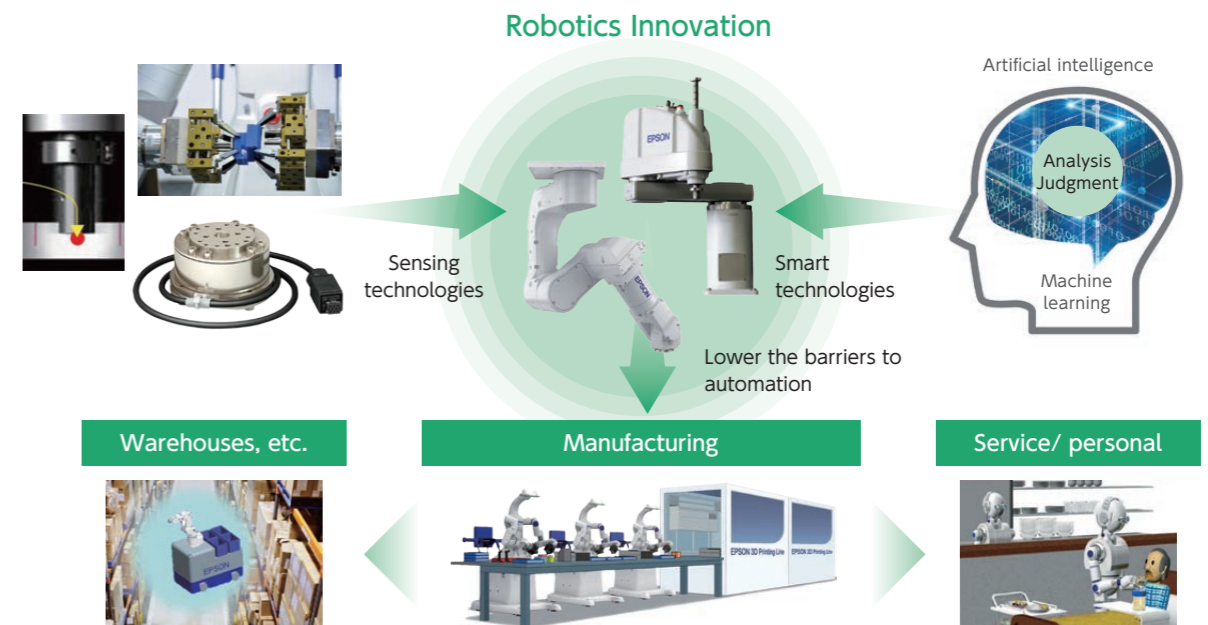 Robotics Innovation
Artificial intelligence
EPSON
Analysis
Judgment
EPSON
Sensing
technologies
Smart
technologies
Machine
learning
Lower the barriers to
automation
Warehouses, etc.
Manufacturing
Service/ personal
EPSON
EPSON 3D Printing Line
EPSON 3D Printing Line